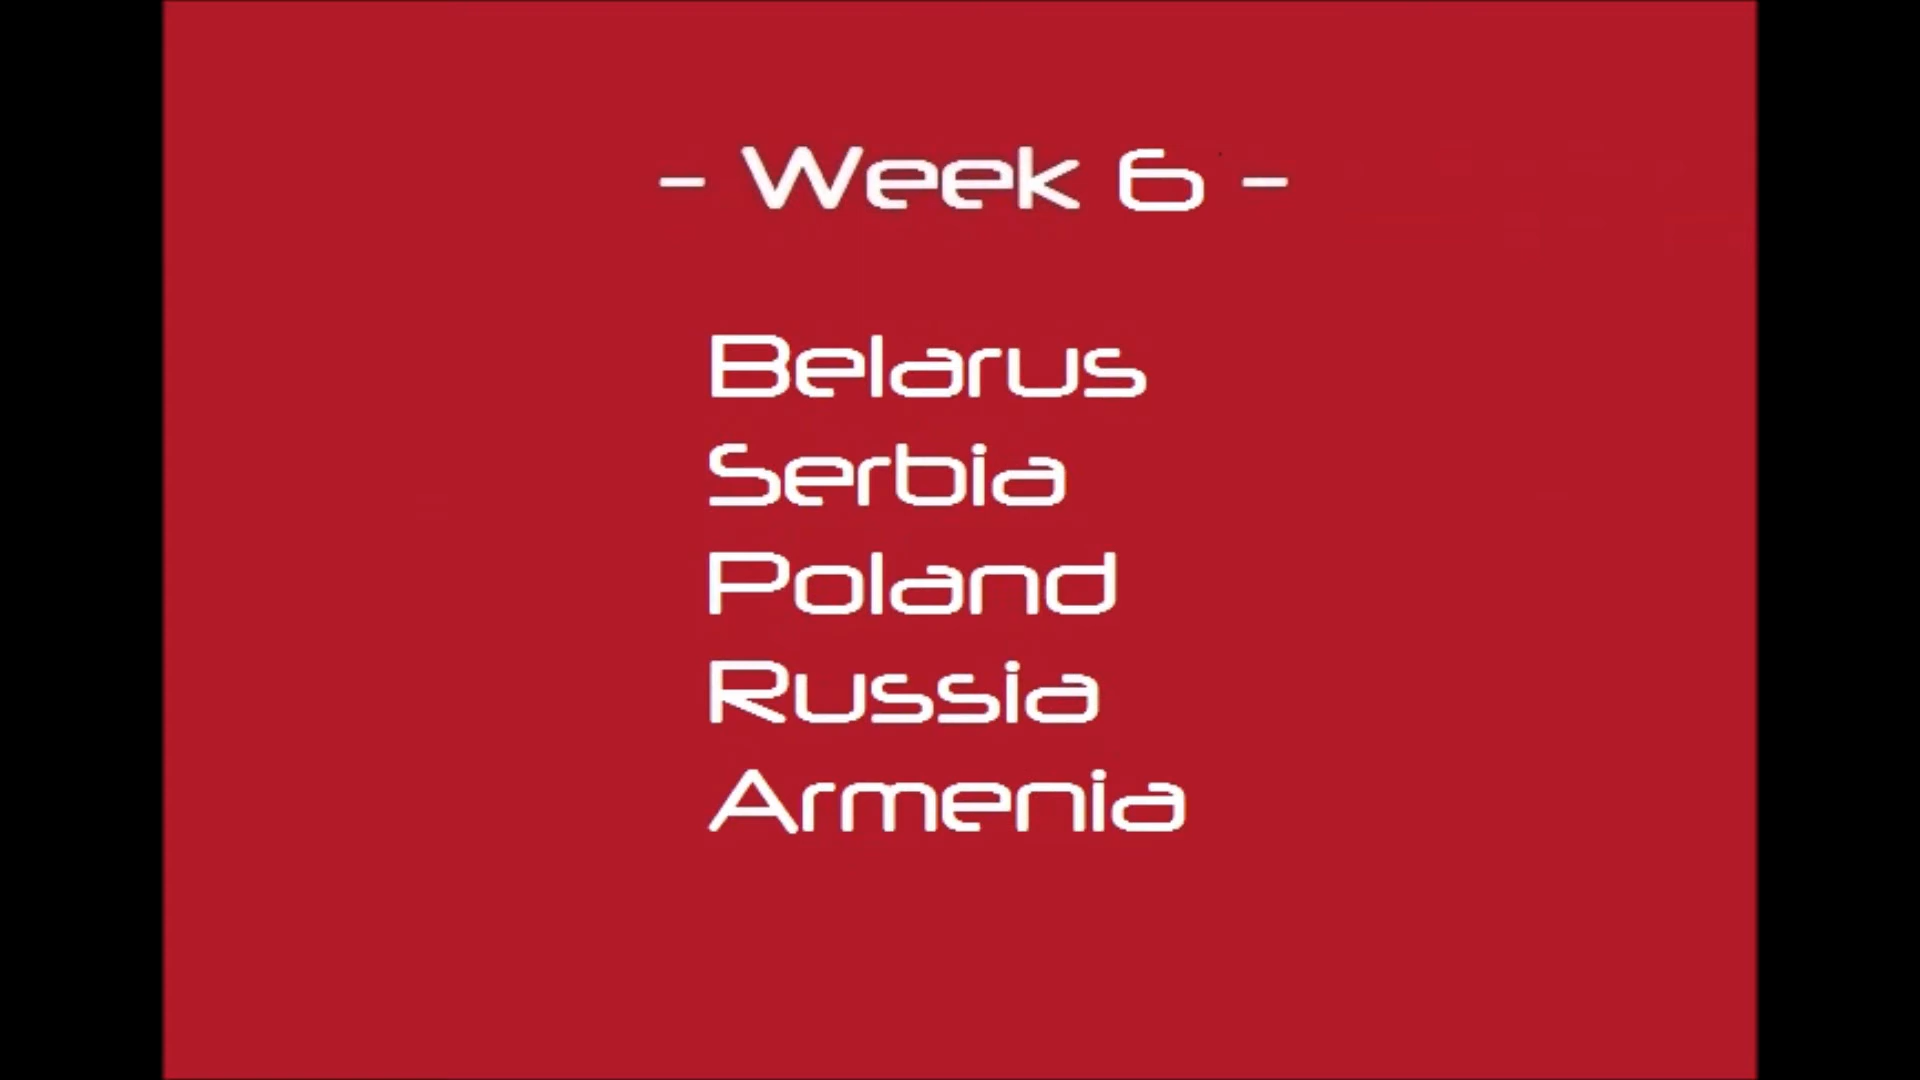 - Week 6 -
Belarus
Serbia
Poland
Russia
Armenia